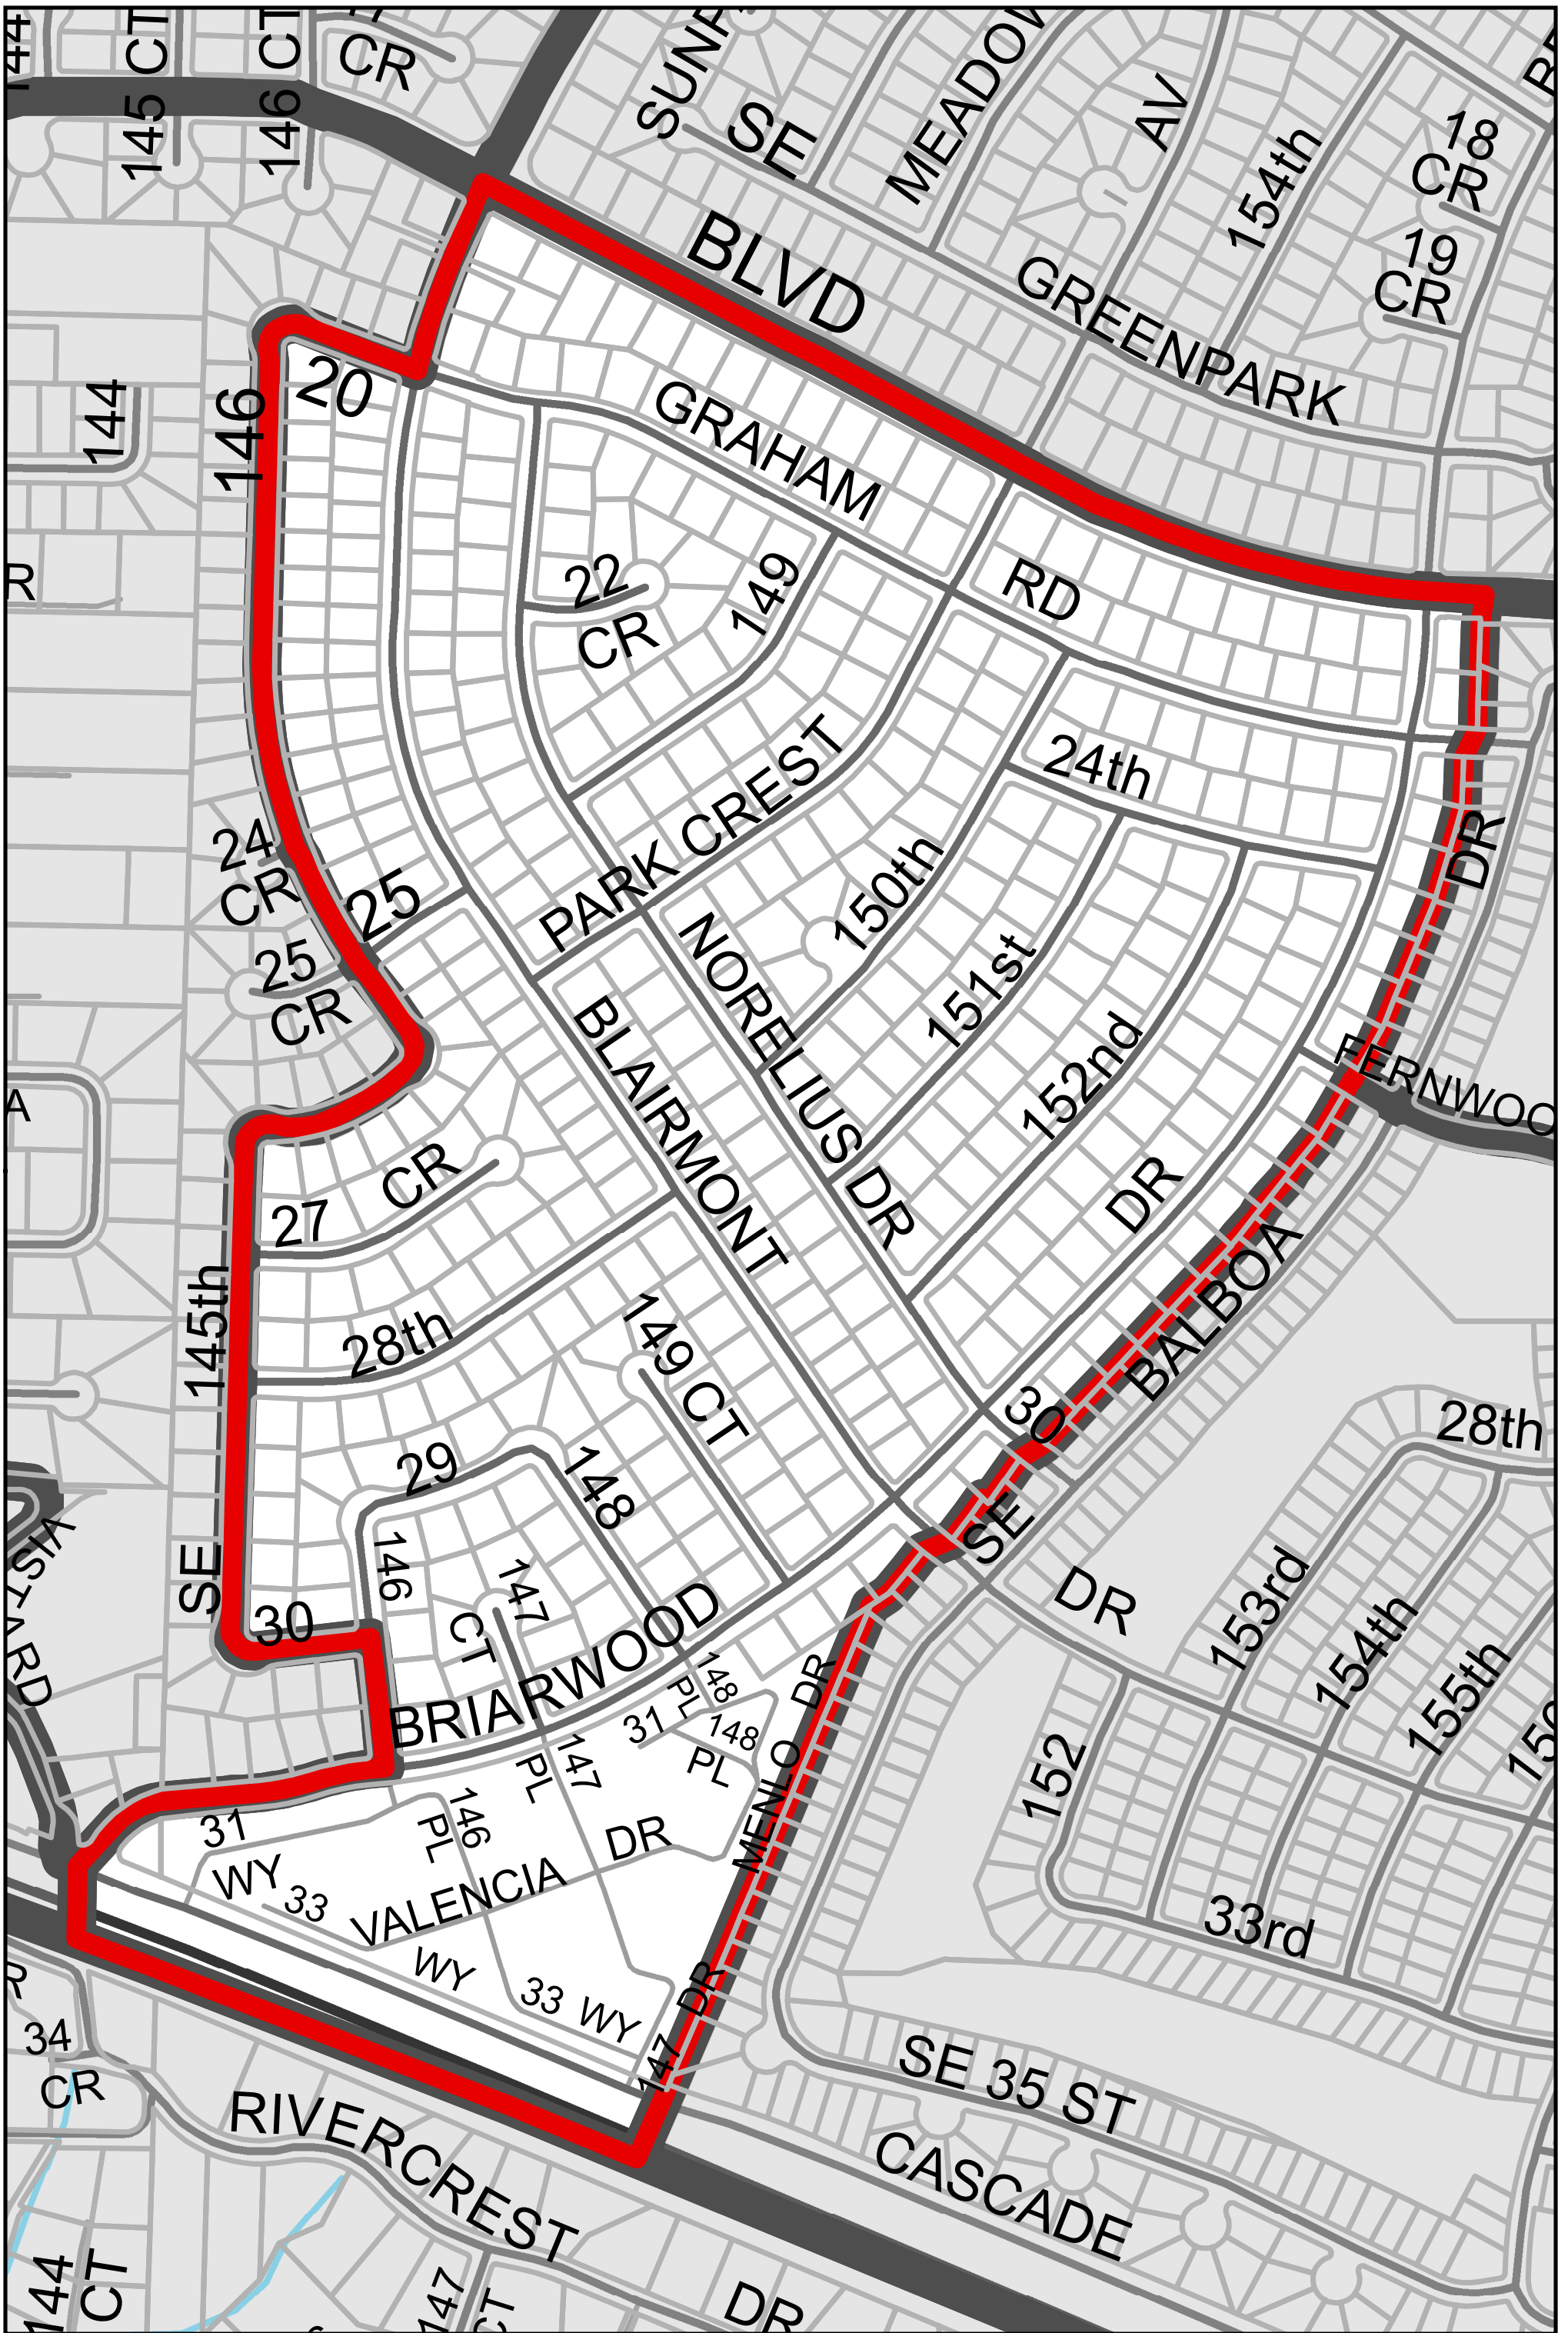 145 CT
146 CT
CR
SE
AV
154th
18
CR
19
CR
BLVD
GREENPARK
20
146
144
GRAHAM
RD
22
CR
149
24th
PARK CREST
DR
24
CR
25
25
CR
150th
NORELIUS DR
151st
152nd
BLAIRMONT
DR
BALBOA
A
CR
27
145th
SE
28th
149 CT
29
148
30
SE
28th
DR
153rd
154th
155th
152
33rd
146
147
CT
30
BRIARWOOD
148
PL
31
148
PL
147
PL
MENLO DR
146
PL
31
WY
33
VALENCIA
DR
WY
33 WY
147 DR
34
CR
RIVERCREST
DR
SE 35 ST
CASCADE
144
CT
147
CT